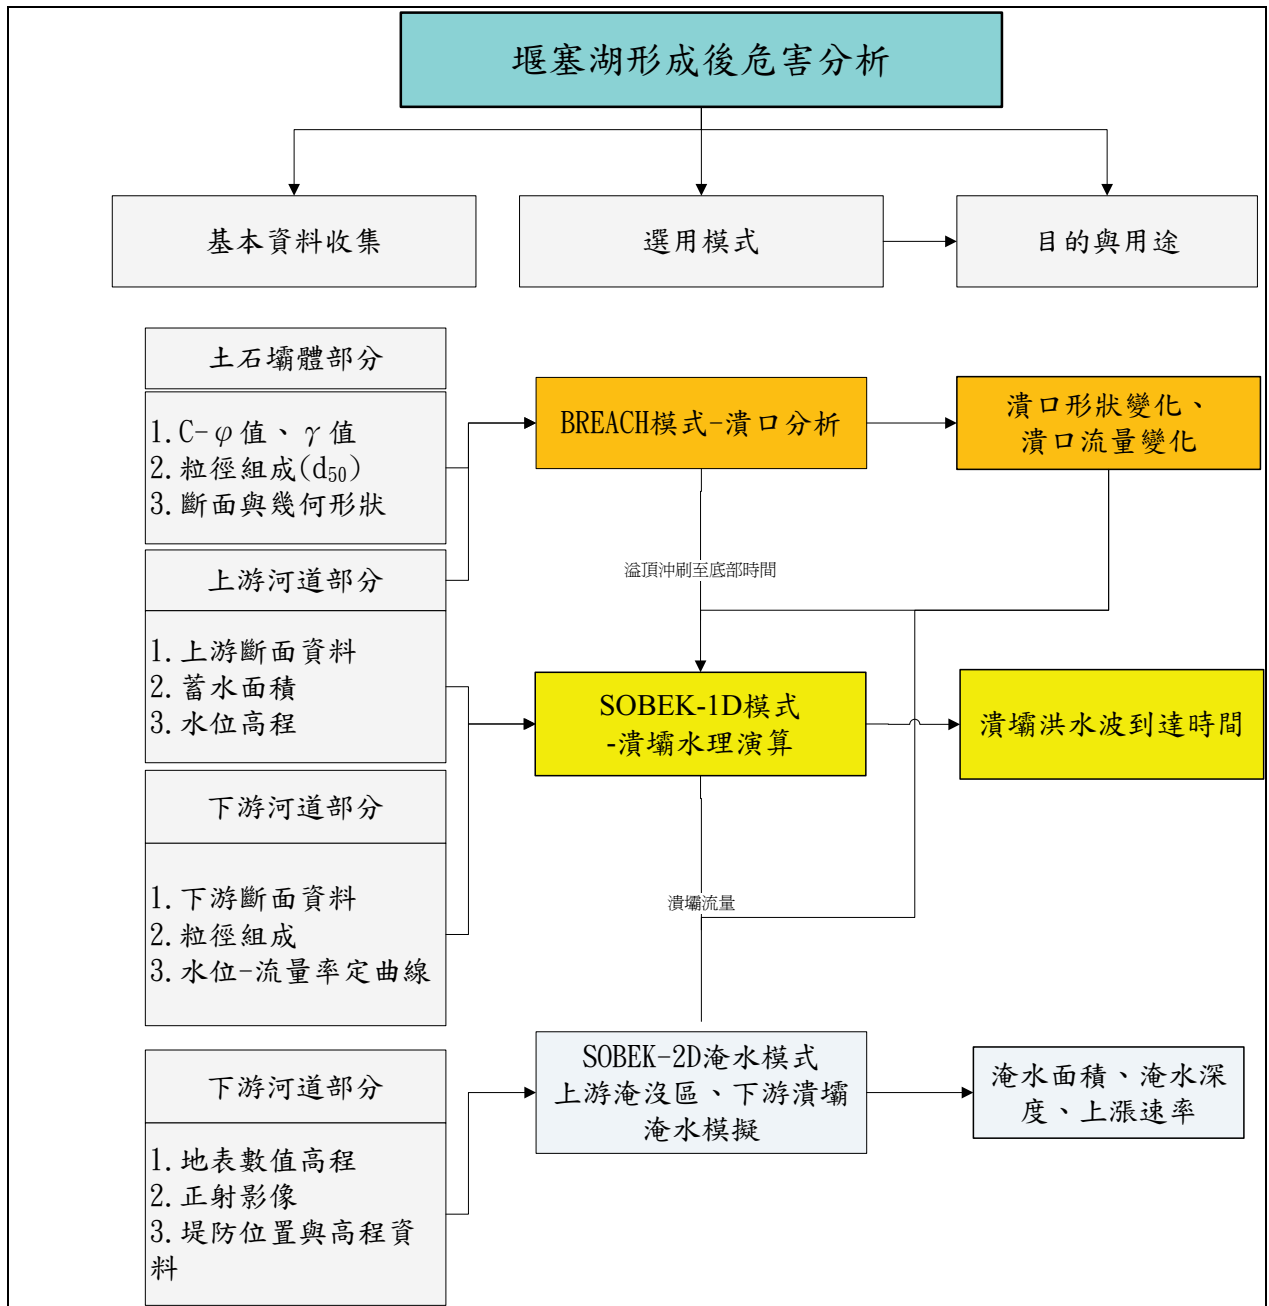 堰塞湖形成後危害分析
基本資料收集
選用模式
目的與用途
土石壩體部分
1.C-φ值、γ值
2.粒徑組成(d50)
3.斷面與幾何形狀
BREACH模式-潰口分析
潰口形狀變化、
潰口流量變化
上游河道部分
溢頂沖刷至底部時間
1.上游斷面資料
2.蓄水面積
3.水位高程
SOBEK-1D模式
-潰壩水理演算
潰壩洪水波到達時間
下游河道部分
1.下游斷面資料
2.粒徑組成
3.水位-流量率定曲線
潰壩流量
下游河道部分
1.地表數值高程
2.正射影像
3.堤防位置與高程資
料
SOBEK-2D淹水模式
上游淹沒區、下游潰壩
淹水模擬
淹水面積、淹水深
度、上漲速率